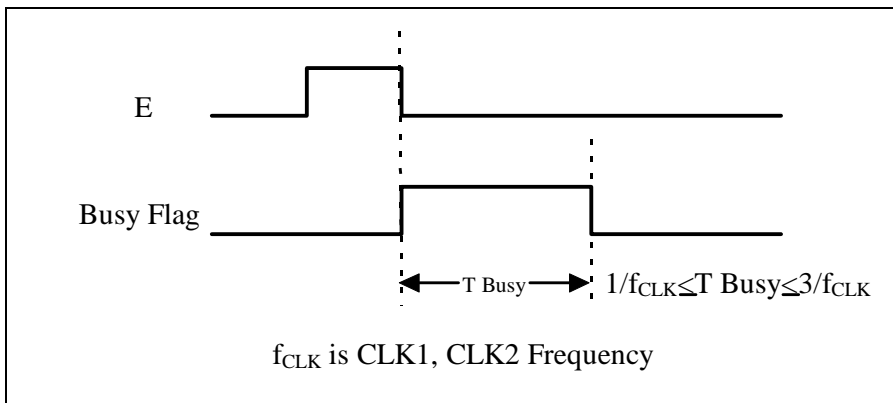 E
Busy Flag
T Busy
1/fCLK≤T Busy≤3/fCLK
fCLK is CLK1, CLK2 Frequency